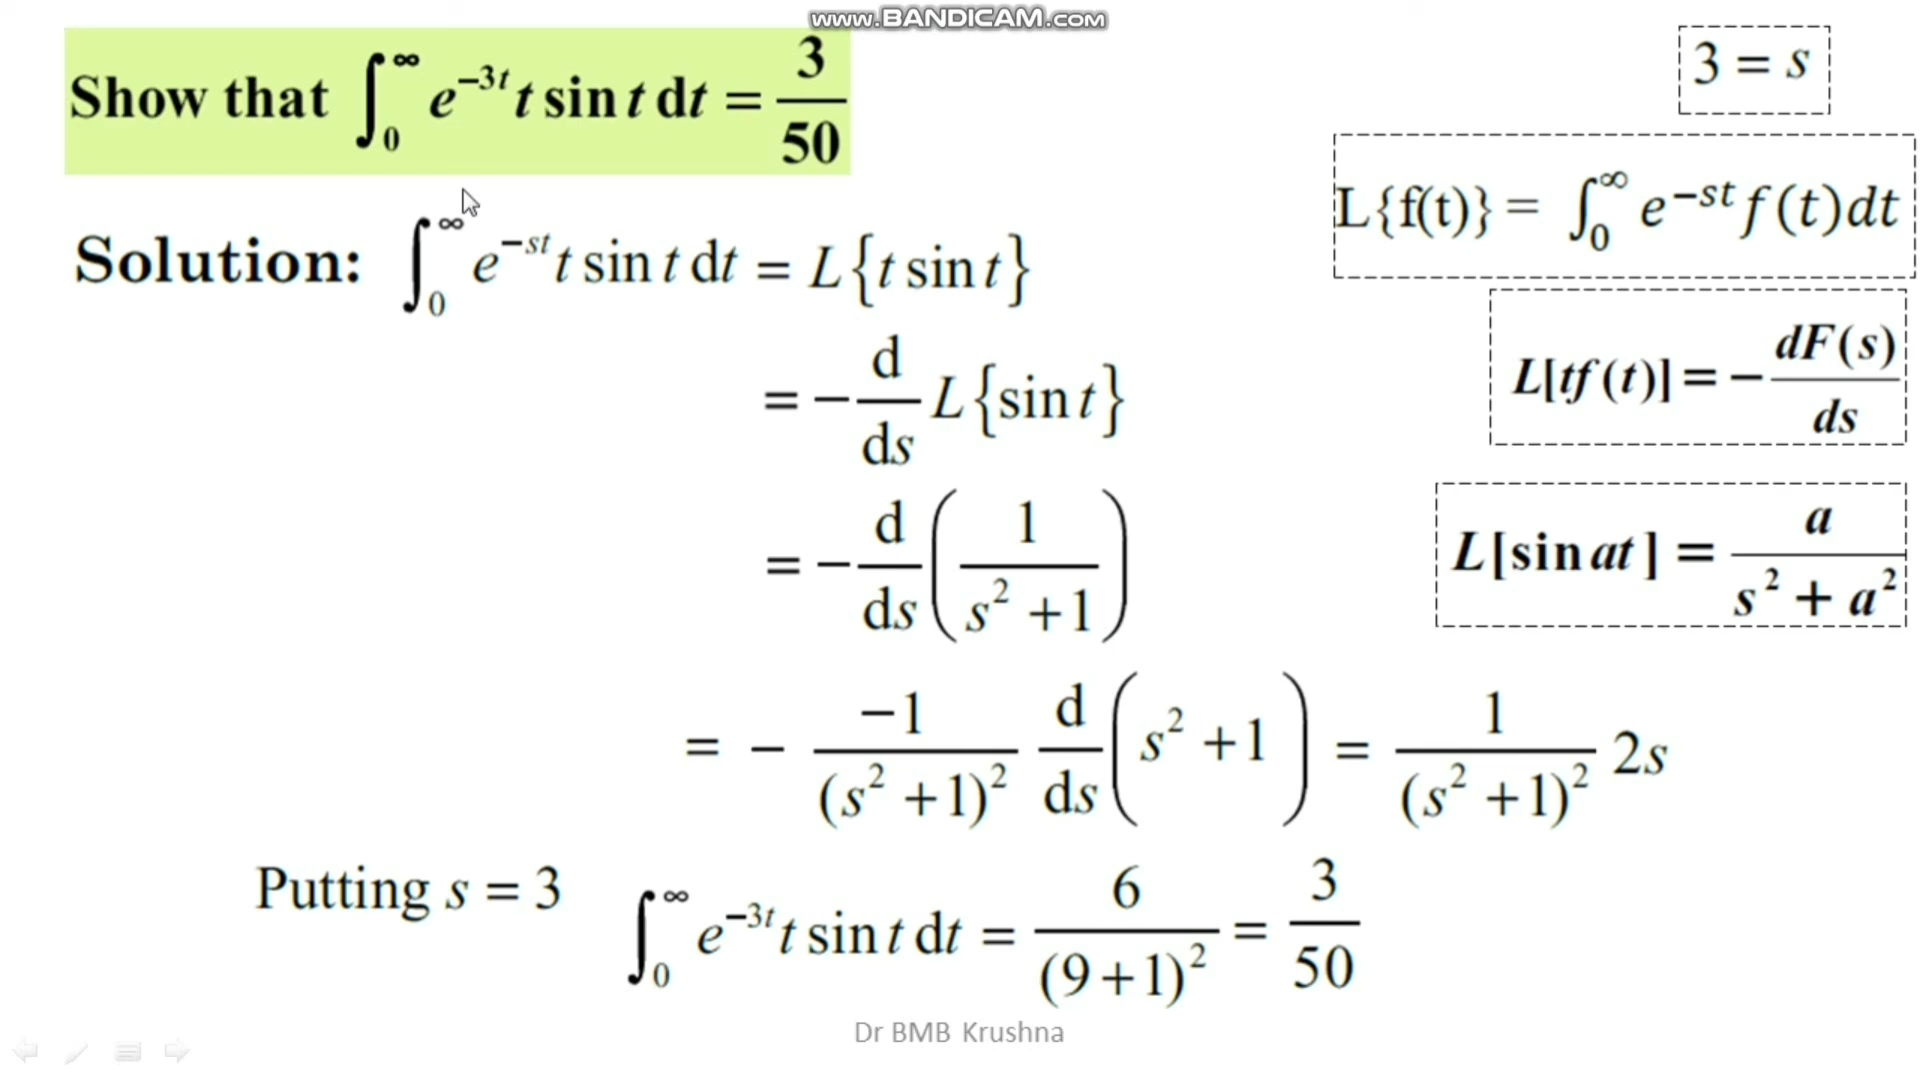 www.BANDICAM.com
Show that ∫₀^∞ e^{−3t} t sin t dt = 3/50
3 = s
L{f(t)} = ∫₀^∞ e^{−st} f(t)dt
Solution: ∫₀^∞ e^{−st} t sin t dt = L{t sin t}
L[tf(t)] = − dF(s)/ds
= − d/ds L{sin t}
L[sin at] = a/(s² + a²)
= − d/ds (1/(s² + 1))
= − −1/(s² + 1)² d/ds (s² + 1) = 1/(s² + 1)² 2s
Putting s = 3 ∫₀^∞ e^{−3t} t sin t dt = 6/(9 + 1)² = 3/50
Dr BMB Krushna